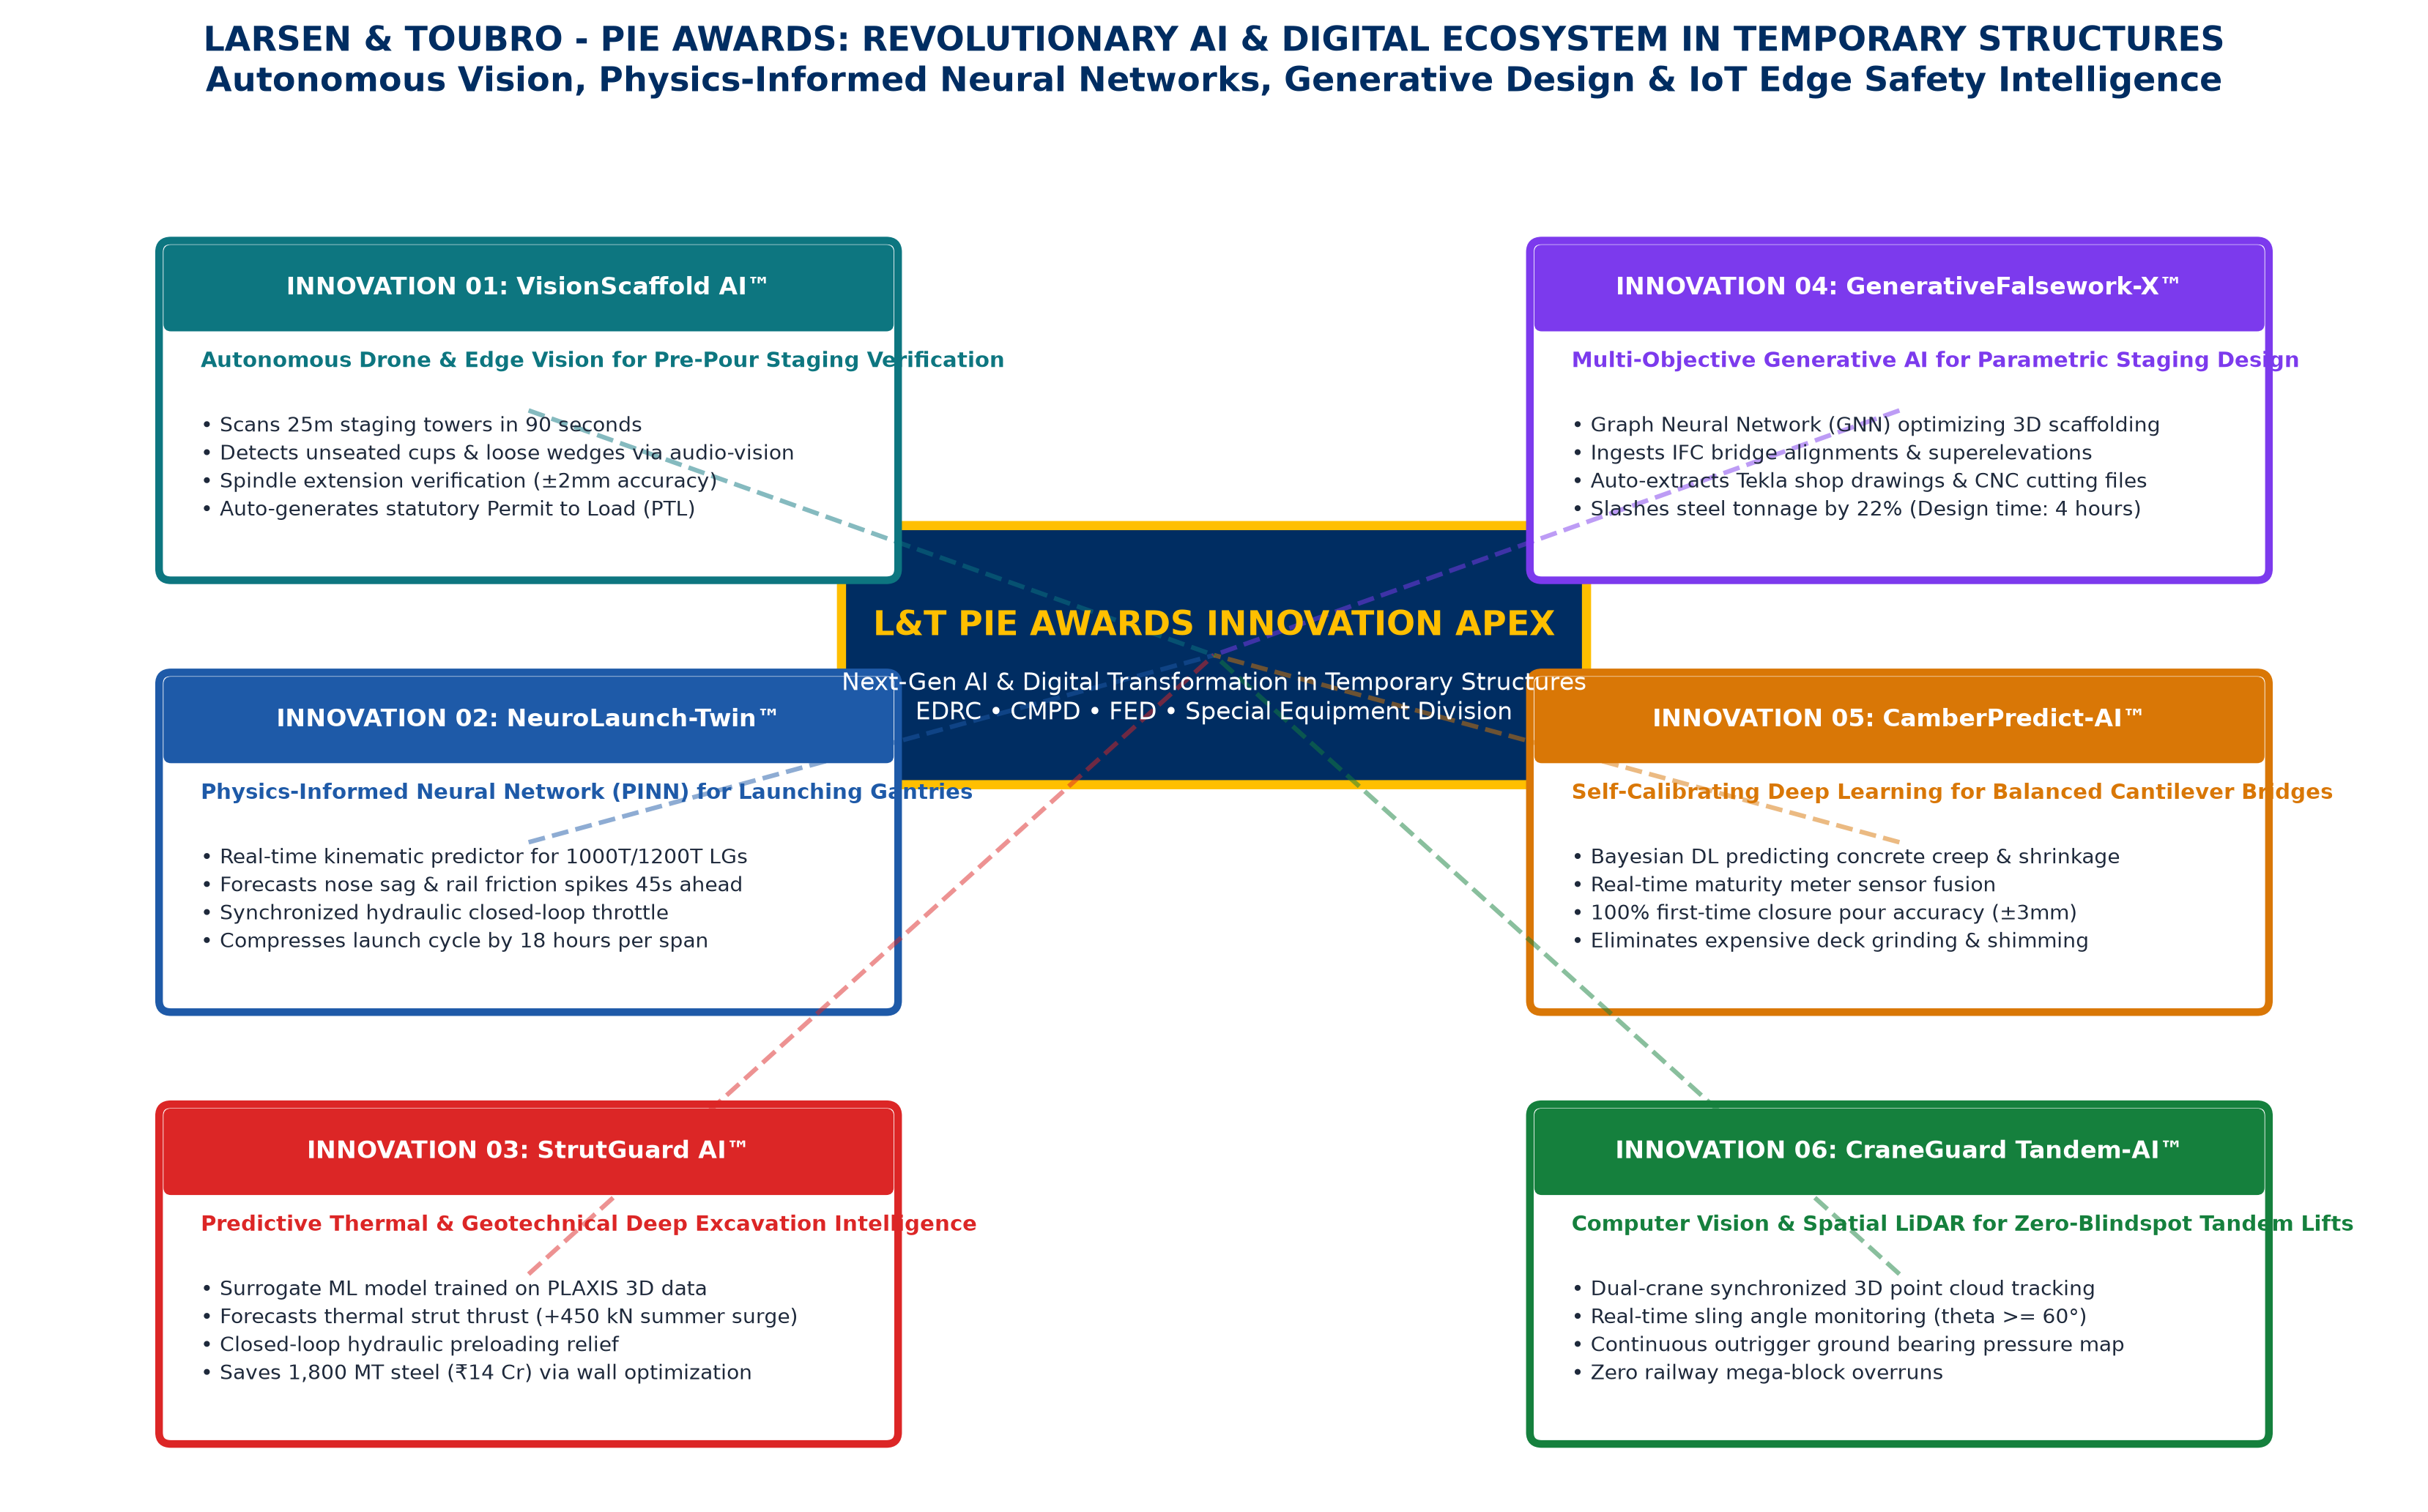 LARSEN & TOUBRO - PIE AWARDS: REVOLUTIONARY AI & DIGITAL ECOSYSTEM IN TEMPORARY STRUCTURES
Autonomous Vision, Physics-Informed Neural Networks, Generative Design & IoT Edge Safety Intelligence
INNOVATION 01: VisionScaffold AI™
Autonomous Drone & Edge Vision for Pre-Pour Staging Verification
• Scans 25m staging towers in 90 seconds
• Detects unseated cups & loose wedges via audio-vision
• Spindle extension verification (±2mm accuracy)
• Auto-generates statutory Permit to Load (PTL)
INNOVATION 04: GenerativeFalsework-X™
Multi-Objective Generative AI for Parametric Staging Design
• Graph Neural Network (GNN) optimizing 3D scaffolding
• Ingests IFC bridge alignments & superelevations
• Auto-extracts Tekla shop drawings & CNC cutting files
• Slashes steel tonnage by 22% (Design time: 4 hours)
L&T PIE AWARDS INNOVATION APEX
Next-Gen AI & Digital Transformation in Temporary Structures
EDRC • CMPD • FED • Special Equipment Division
INNOVATION 02: NeuroLaunch-Twin™
Physics-Informed Neural Network (PINN) for Launching Gantries
• Real-time kinematic predictor for 1000T/1200T LGs
• Forecasts nose sag & rail friction spikes 45s ahead
• Synchronized hydraulic closed-loop throttle
• Compresses launch cycle by 18 hours per span
INNOVATION 05: CamberPredict-AI™
Self-Calibrating Deep Learning for Balanced Cantilever Bridges
• Bayesian DL predicting concrete creep & shrinkage
• Real-time maturity meter sensor fusion
• 100% first-time closure pour accuracy (±3mm)
• Eliminates expensive deck grinding & shimming
INNOVATION 03: StrutGuard AI™
Predictive Thermal & Geotechnical Deep Excavation Intelligence
• Surrogate ML model trained on PLAXIS 3D data
• Forecasts thermal strut thrust (+450 kN summer surge)
• Closed-loop hydraulic preloading relief
• Saves 1,800 MT steel (₹14 Cr) via wall optimization
INNOVATION 06: CraneGuard Tandem-AI™
Computer Vision & Spatial LiDAR for Zero-Blindspot Tandem Lifts
• Dual-crane synchronized 3D point cloud tracking
• Real-time sling angle monitoring (theta >= 60°)
• Continuous outrigger ground bearing pressure map
• Zero railway mega-block overruns